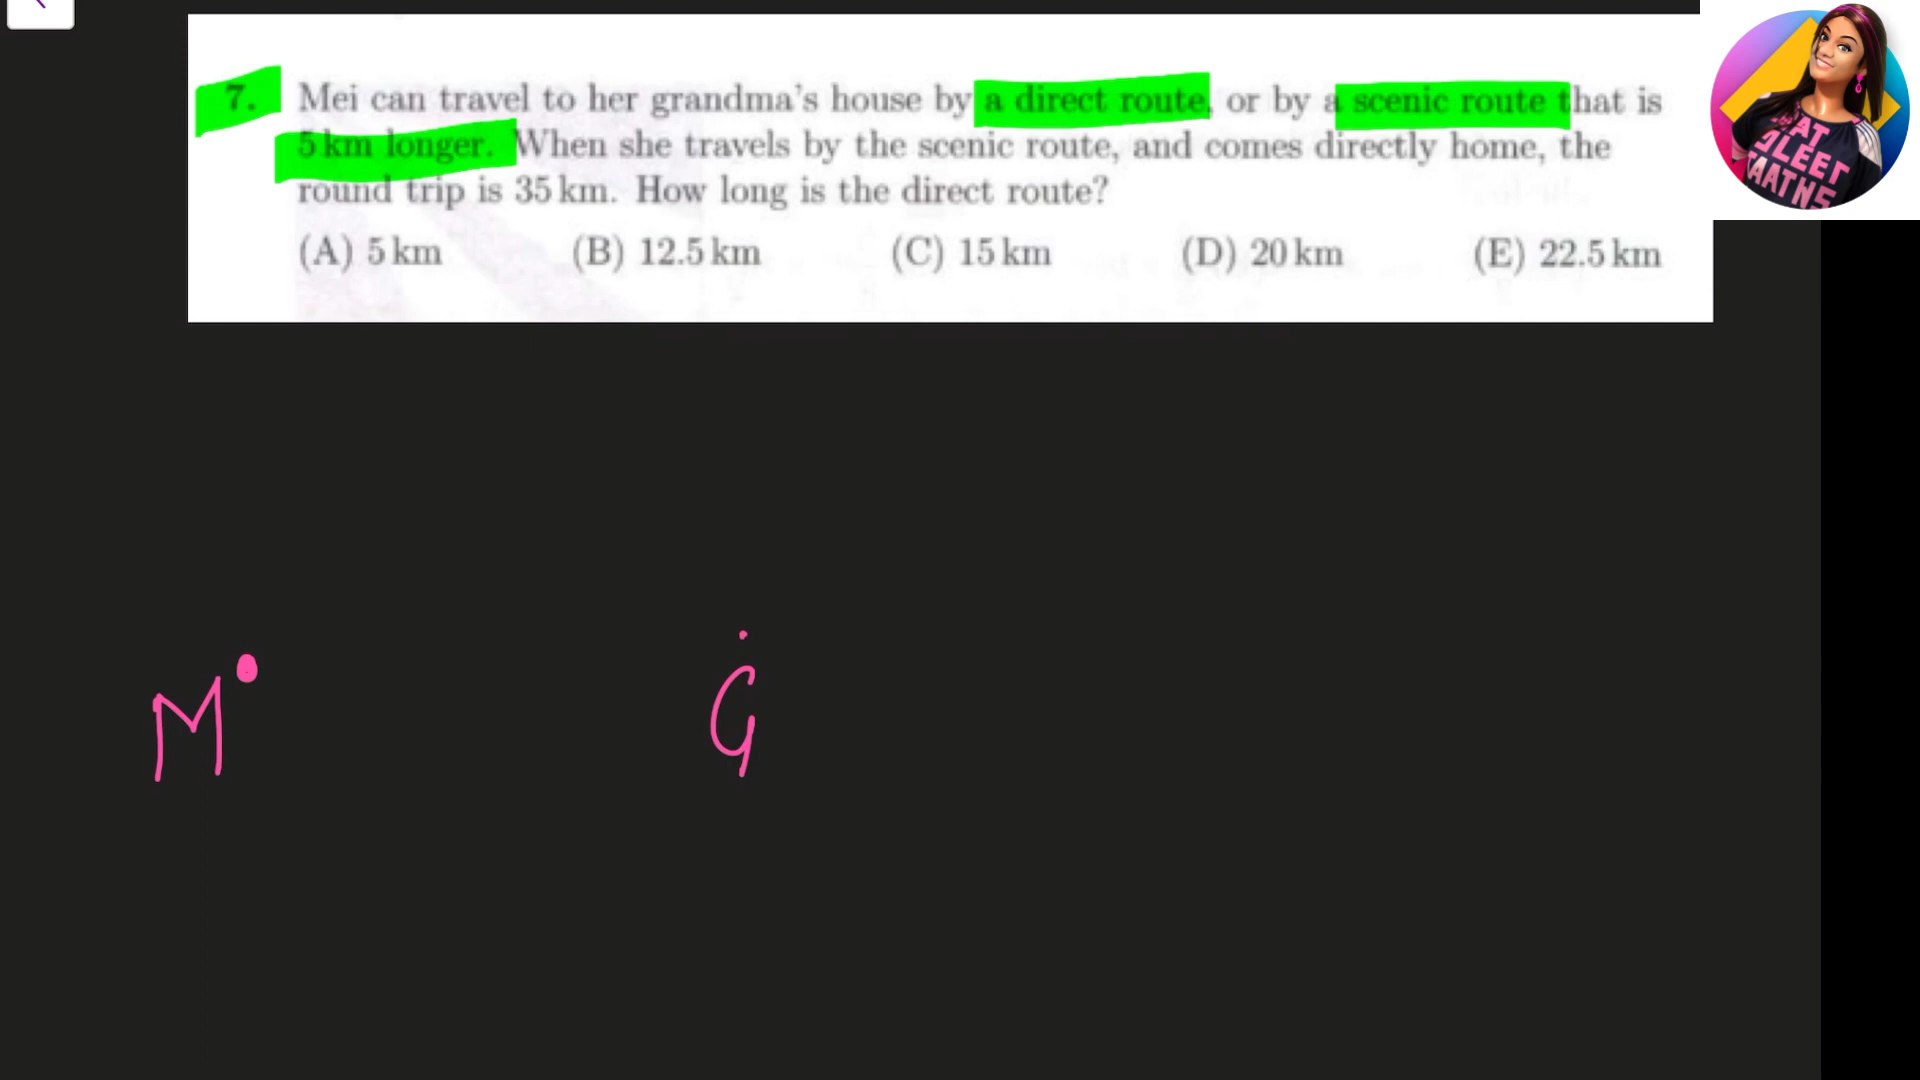 7. Mei can travel to her grandma's house by a direct route, or by a scenic route that is
5 km longer. When she travels by the scenic route, and comes directly home, the
round trip is 35 km. How long is the direct route?
(A) 5 km (B) 12.5 km (C) 15 km (D) 20 km (E) 22.5 km
M G